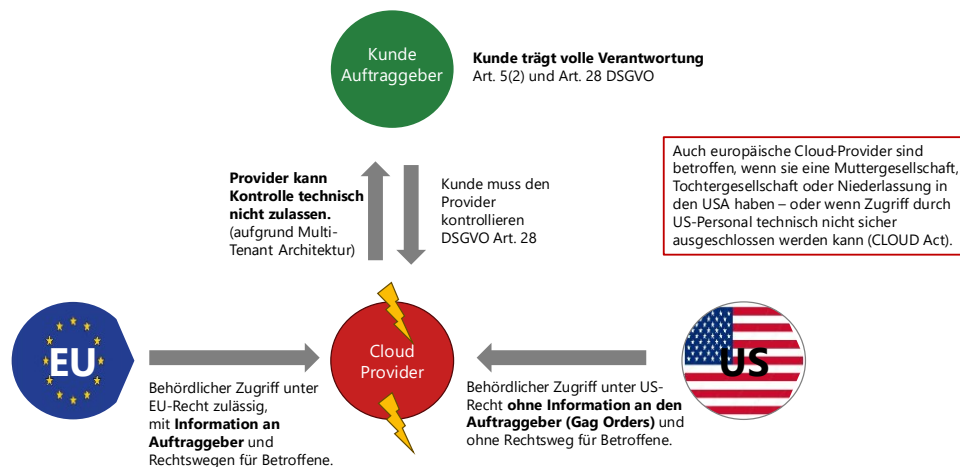 Kunde
Auftraggeber
Kunde trägt volle Verantwortung
Art. 5(2) und Art. 28 DSGVO
Auch europäische Cloud-Provider sind
betroffen, wenn sie eine Muttergesellschaft,
Tochtergesellschaft oder Niederlassung in
den USA haben – oder wenn Zugriff durch
US-Personal technisch nicht sicher
ausgeschlossen werden kann (CLOUD Act).
Provider kann
Kontrolle technisch
nicht zulassen.
(aufgrund Multi-
Tenant Architektur)
Kunde muss den
Provider
kontrollieren
DSGVO Art. 28
EU
Cloud
Provider
US
Behördlicher Zugriff unter
EU-Recht zulässig,
mit Information an
Auftraggeber und
Rechtswegen für Betroffene.
Behördlicher Zugriff unter US-
Recht ohne Information an den
Auftraggeber (Gag Orders) und
ohne Rechtsweg für Betroffene.